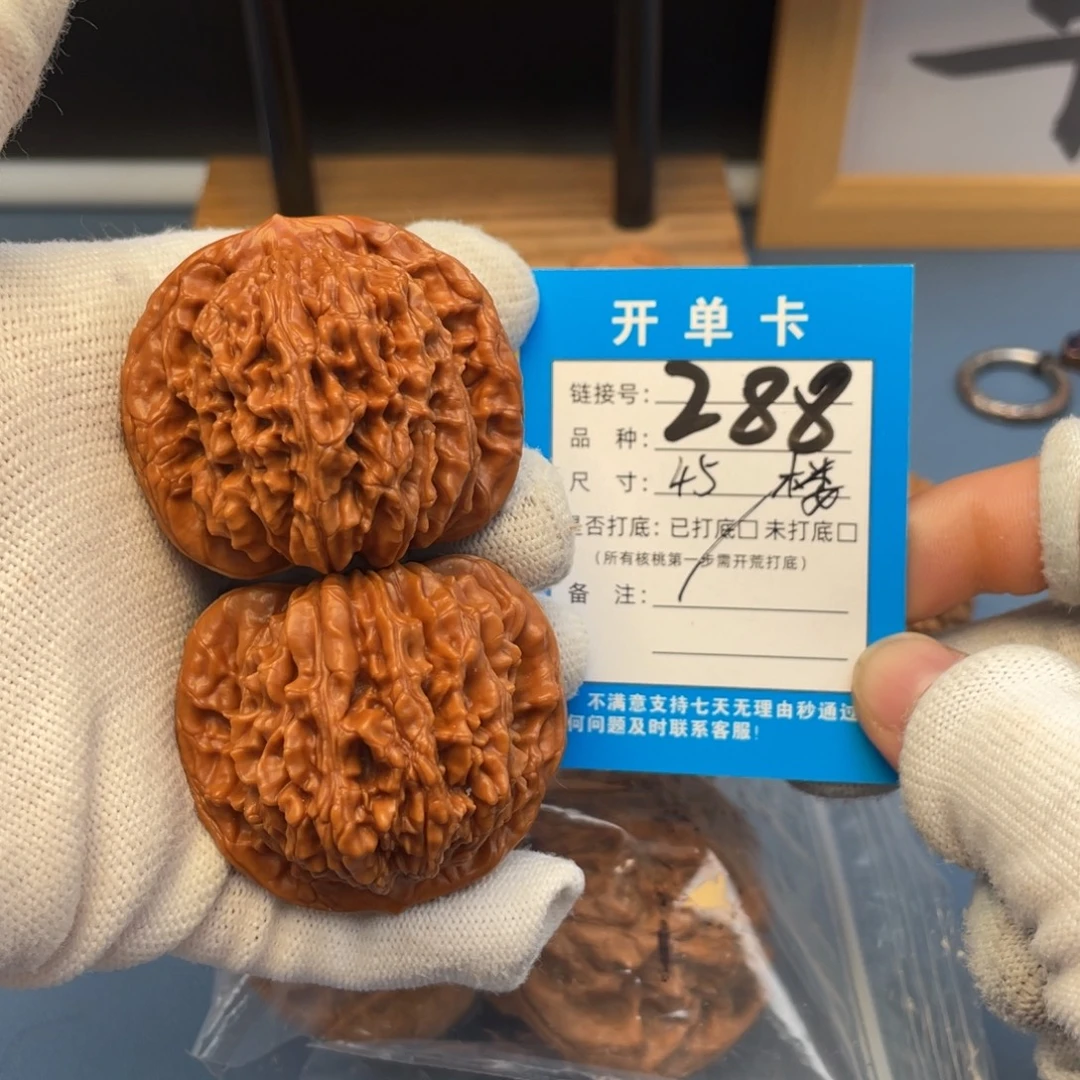 开单卡
链接号：288
品 种：
尺 寸：45 楼
是否打底：已打底□ 未打底□
（所有核桃第一步需开荒打底）
备 注：
不满意支持七天无理由秒通过
何问题及时联系客服！